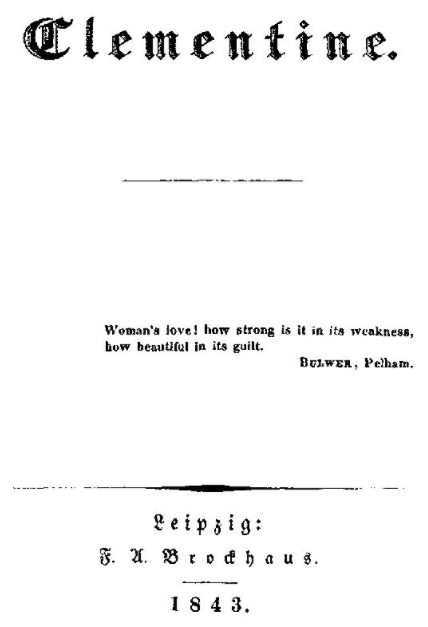 Clementine.
Woman's love! how strong is it in its weakness,
how beautiful in its guilt.
BULWER, Pelham.
Leipzig:
F. A. Brockhaus.
1843.